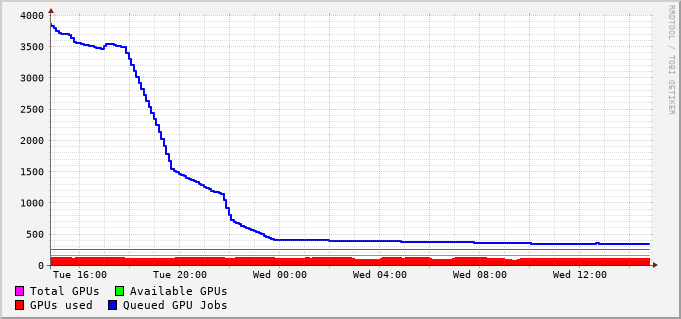 4000
3500
3000
2500
2000
1500
1000
500
0
Tue 16:00 Tue 20:00 Wed 00:00 Wed 04:00 Wed 08:00 Wed 12:00
Total GPUs Available GPUs
GPUs used Queued GPU Jobs
RRDTOOL / TOBI OETIKER